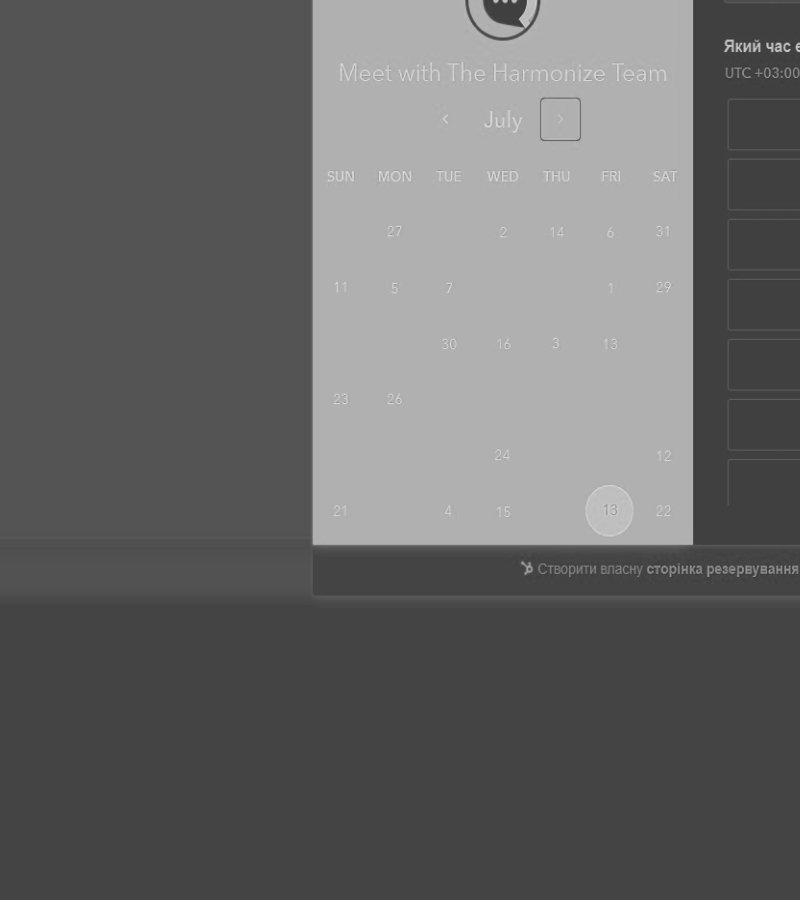 Meet with The Harmonize Team
July
SUN MON TUE WED THU FRI SAT
27 2 14 6 31
11 5 7 1 29
30 16 3 13
23 26
24 12
21 4 15 13 22
Який час
UTC +03:00
Створити власну сторінка резервування